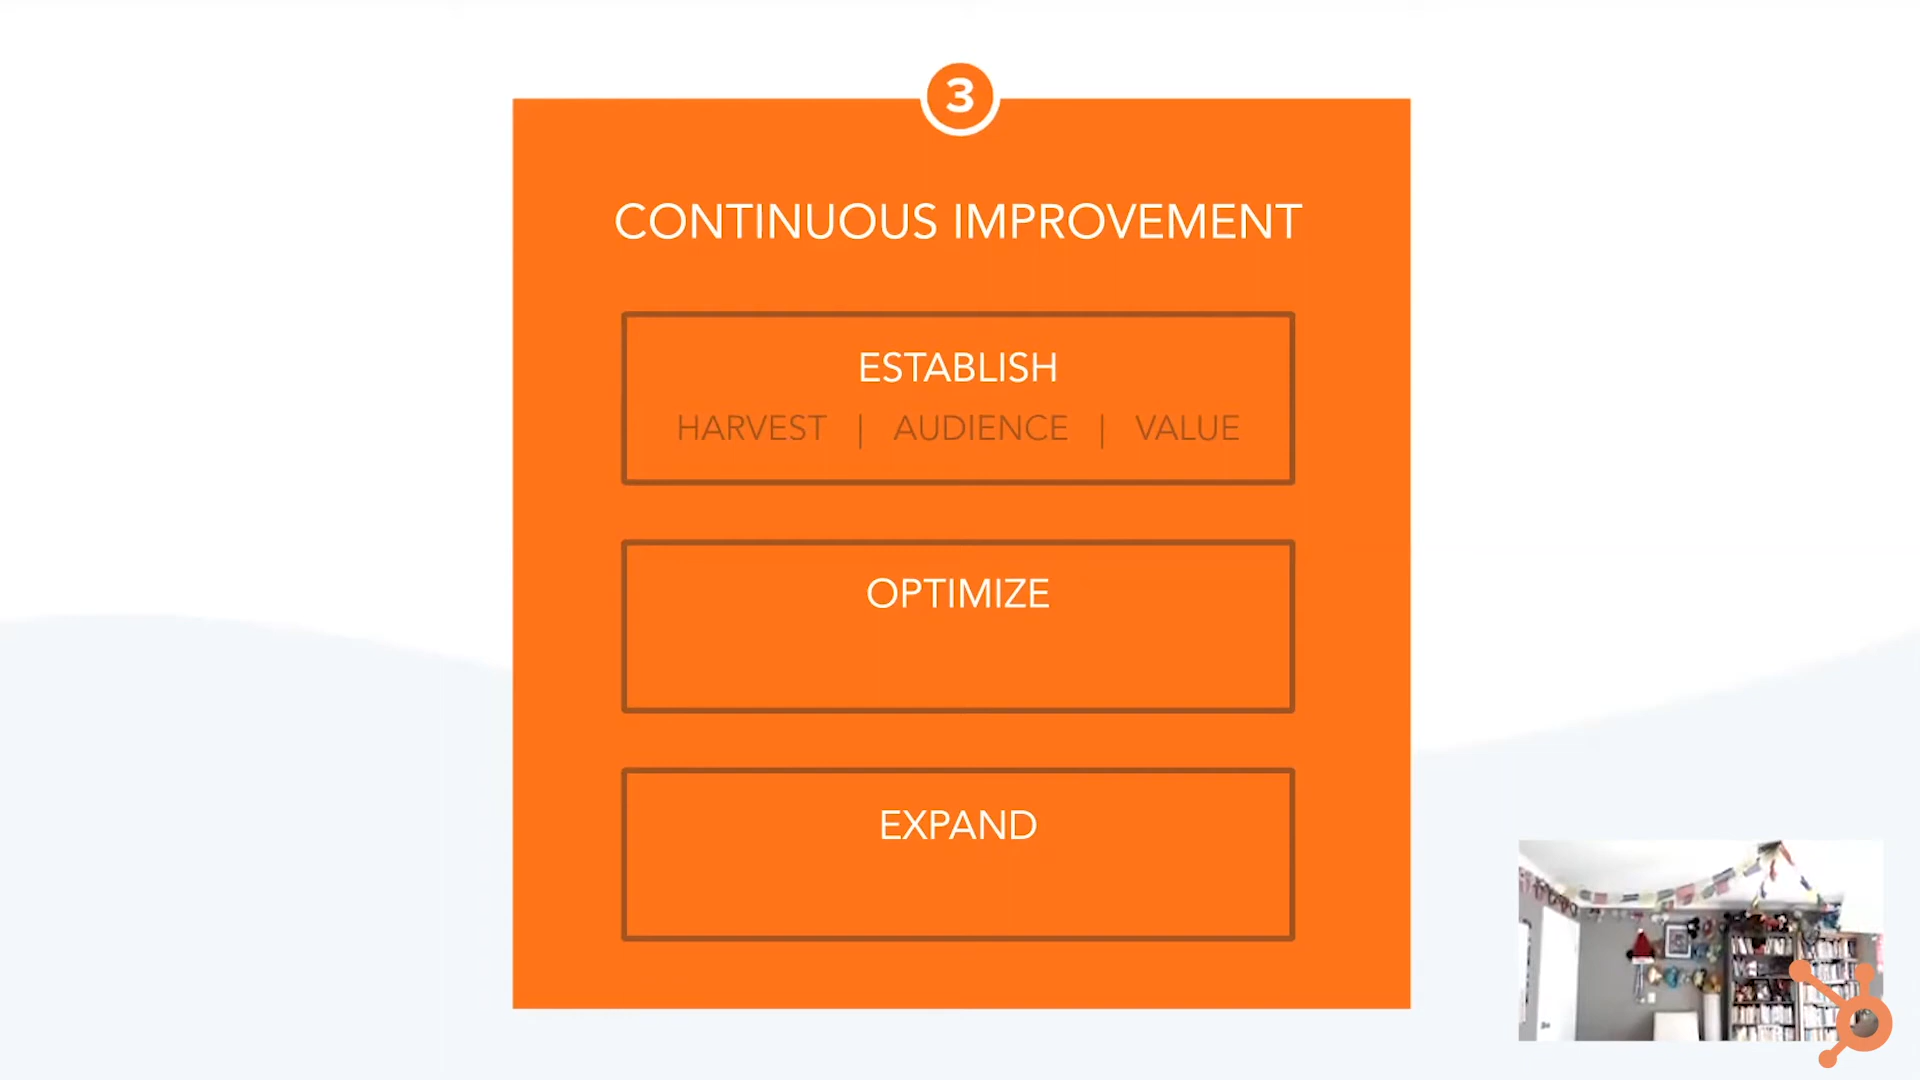 3
CONTINUOUS IMPROVEMENT
ESTABLISH
HARVEST | AUDIENCE | VALUE
OPTIMIZE
EXPAND